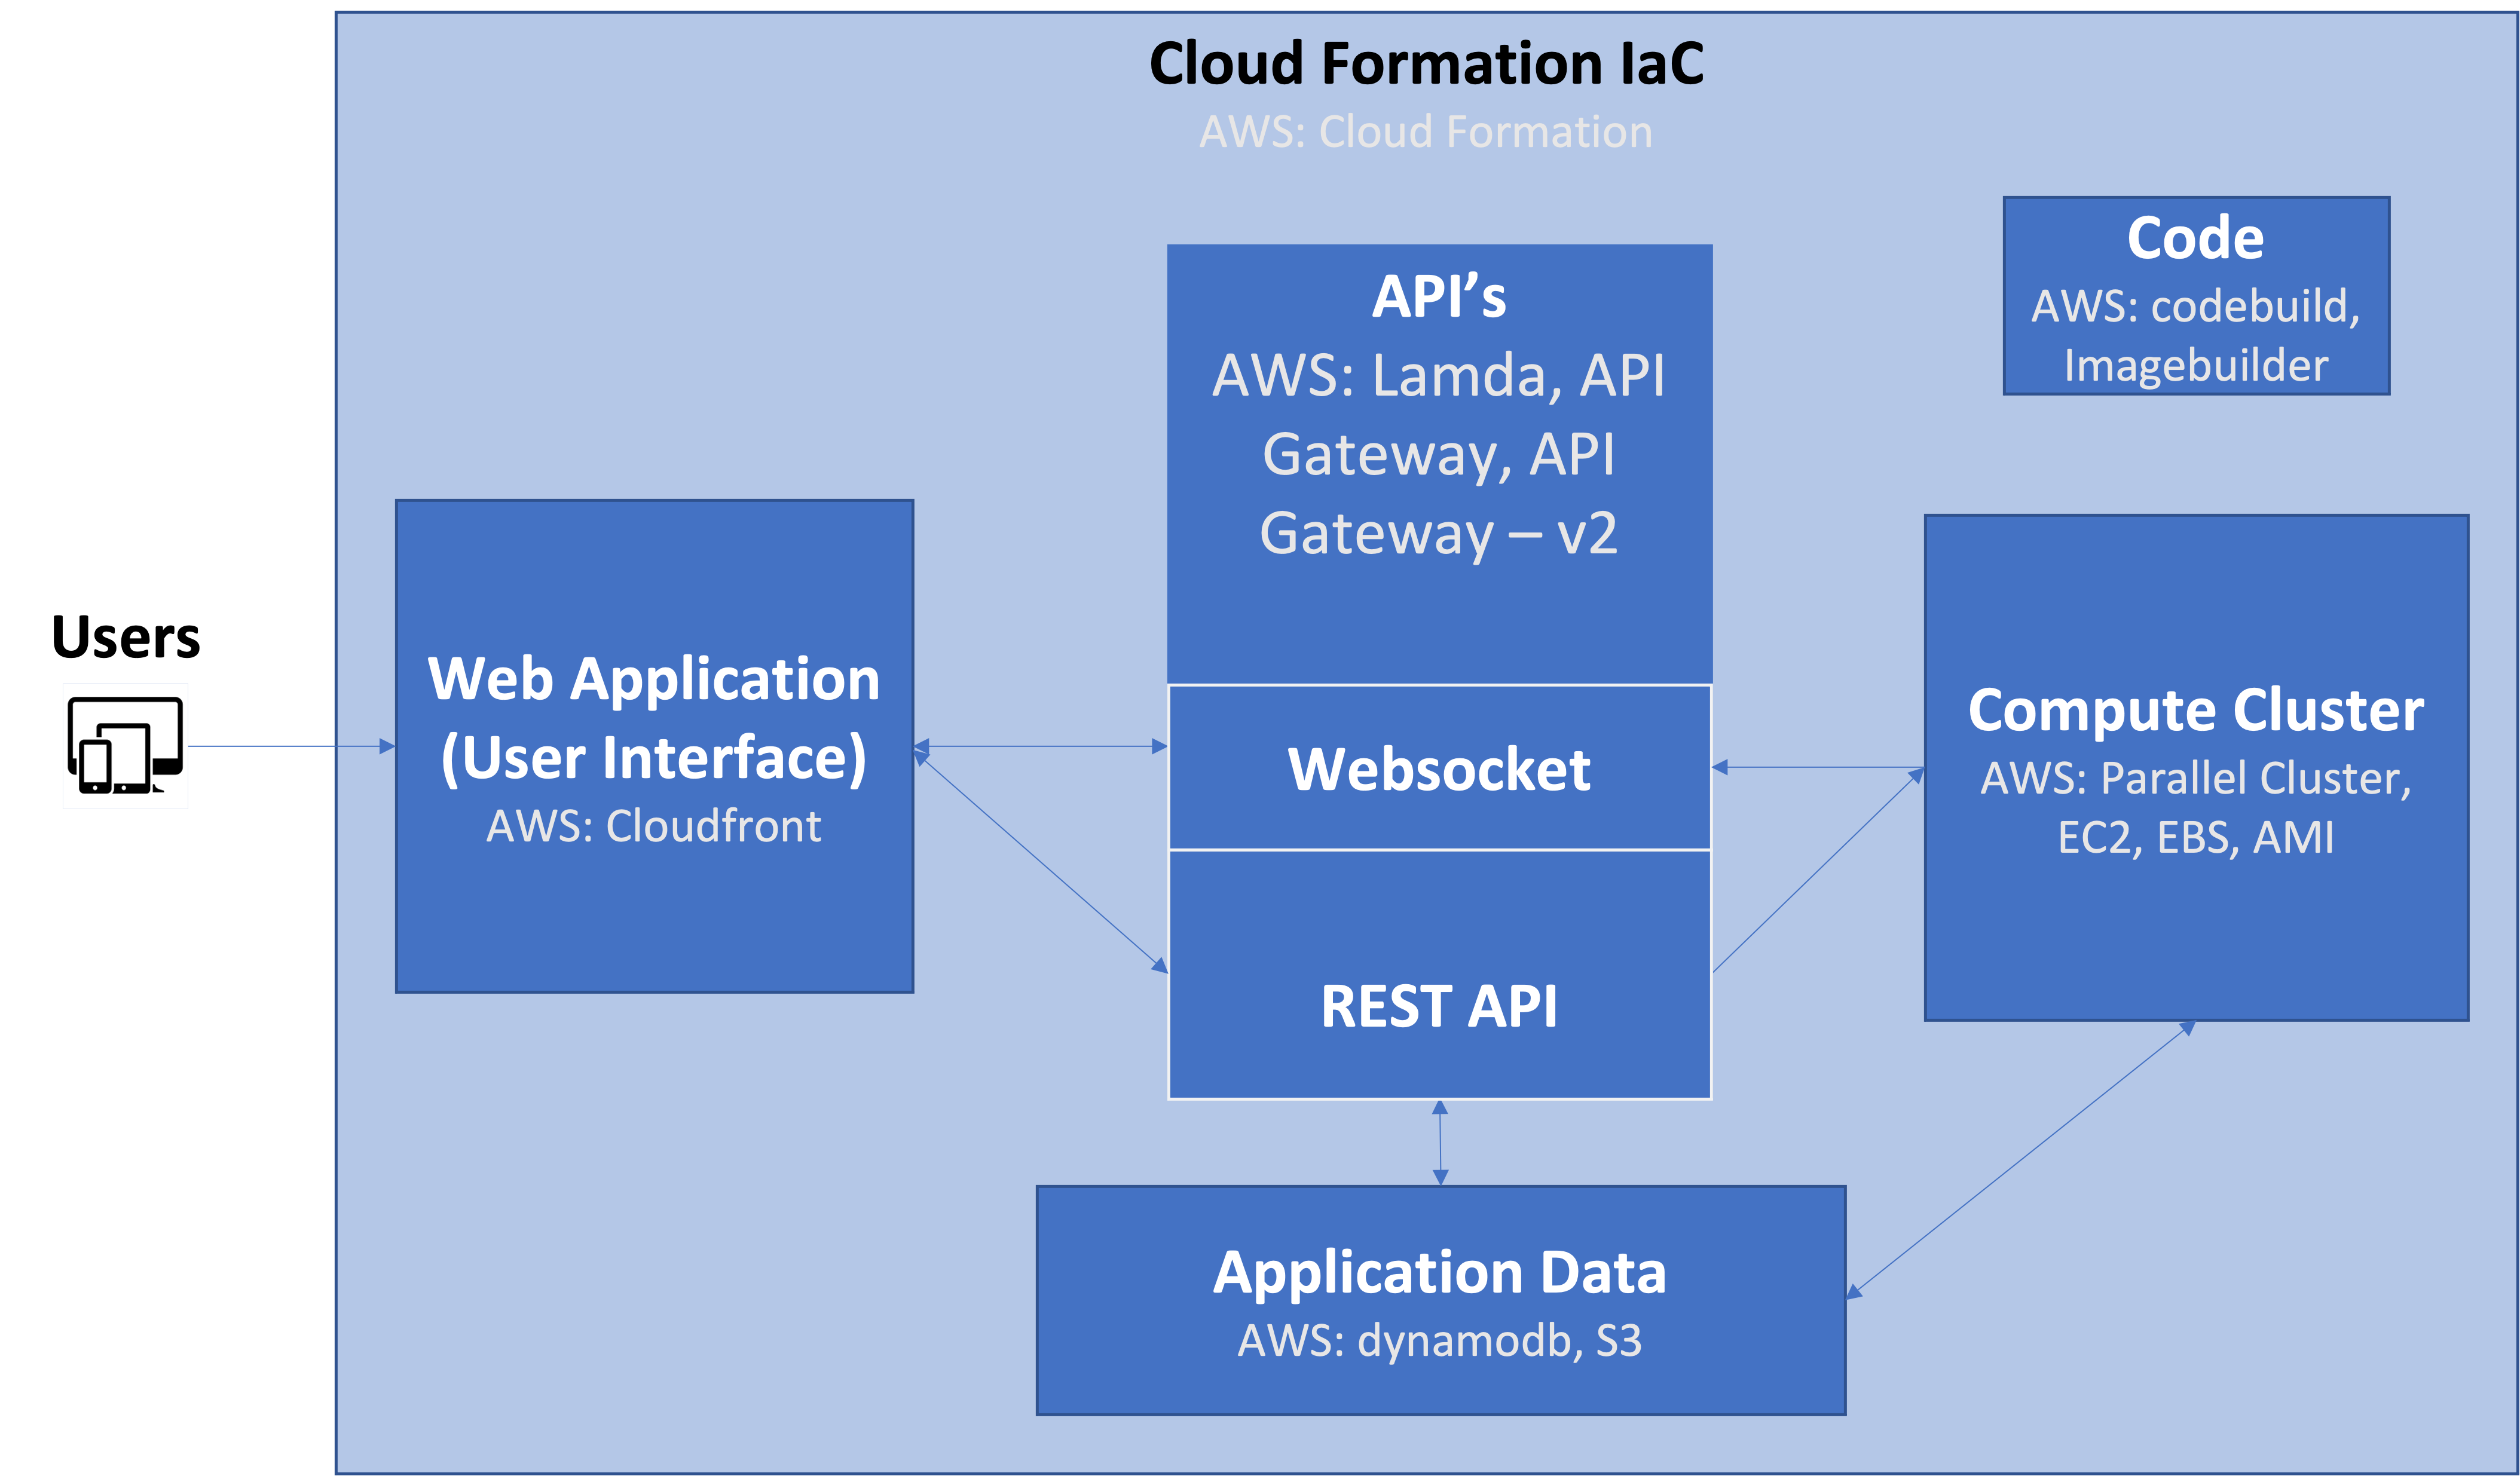 Cloud Formation IaC
AWS: Cloud Formation
Code
AWS: codebuild,
Imagebuilder
API’s
AWS: Lamda, API
Gateway, API
Gateway – v2
Users
Web Application
(User Interface)
AWS: Cloudfront
Websocket
REST API
Compute Cluster
AWS: Parallel Cluster,
EC2, EBS, AMI
Application Data
AWS: dynamodb, S3